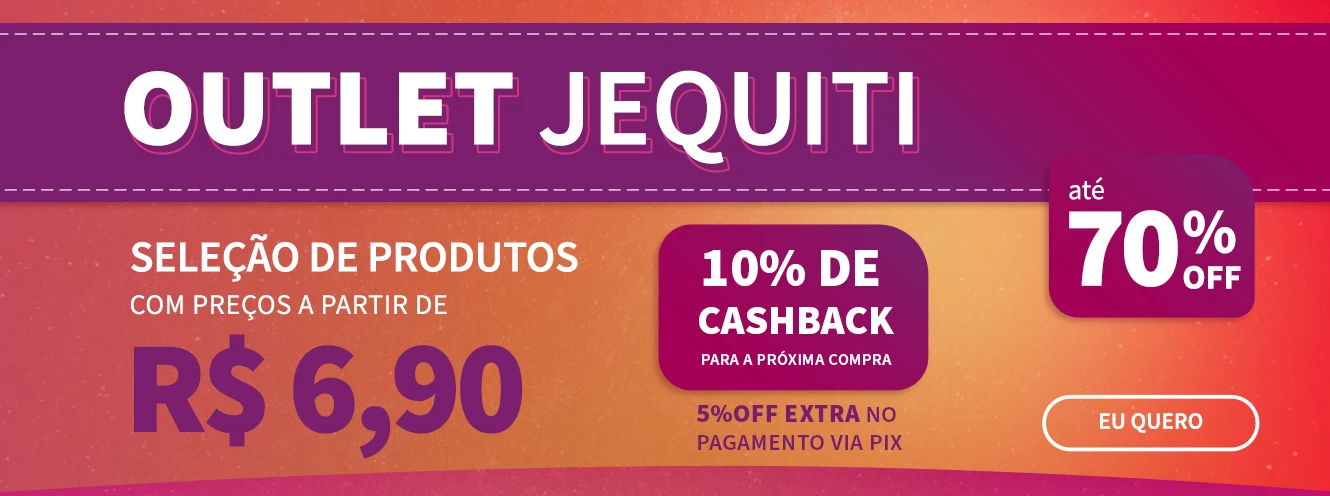 OUTLET JEQUITI
até
70%
OFF
SELEÇÃO DE PRODUTOS
COM PREÇOS A PARTIR DE
R$ 6,90
10% DE
CASHBACK
PARA A PRÓXIMA COMPRA
5%OFF EXTRA NO
PAGAMENTO VIA PIX
EU QUERO